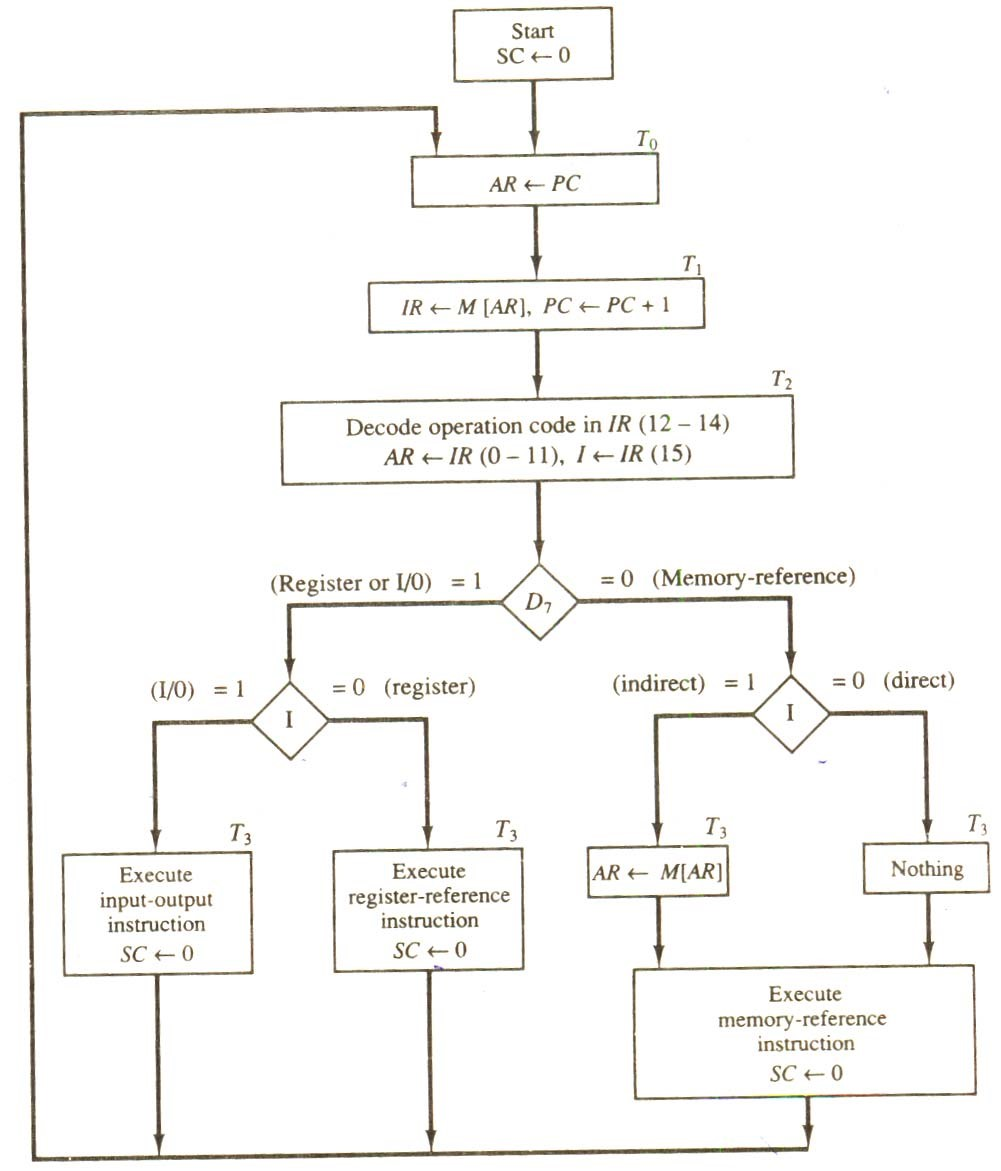 Start
SC ← 0
T₀
AR ← PC
T₁
IR ← M [AR], PC ← PC + 1
T₂
Decode operation code in IR (12 – 14)
AR ← IR (0 – 11), I ← IR (15)
(Register or I/0) = 1
= 0 (Memory-reference)
D₇
(I/0) = 1
= 0 (register)
I
(indirect) = 1
= 0 (direct)
I
T₃
Execute
input-output
instruction
SC ← 0
T₃
Execute
register-reference
instruction
SC ← 0
T₃
AR ← M[AR]
T₃
Nothing
Execute
memory-reference
instruction
SC ← 0